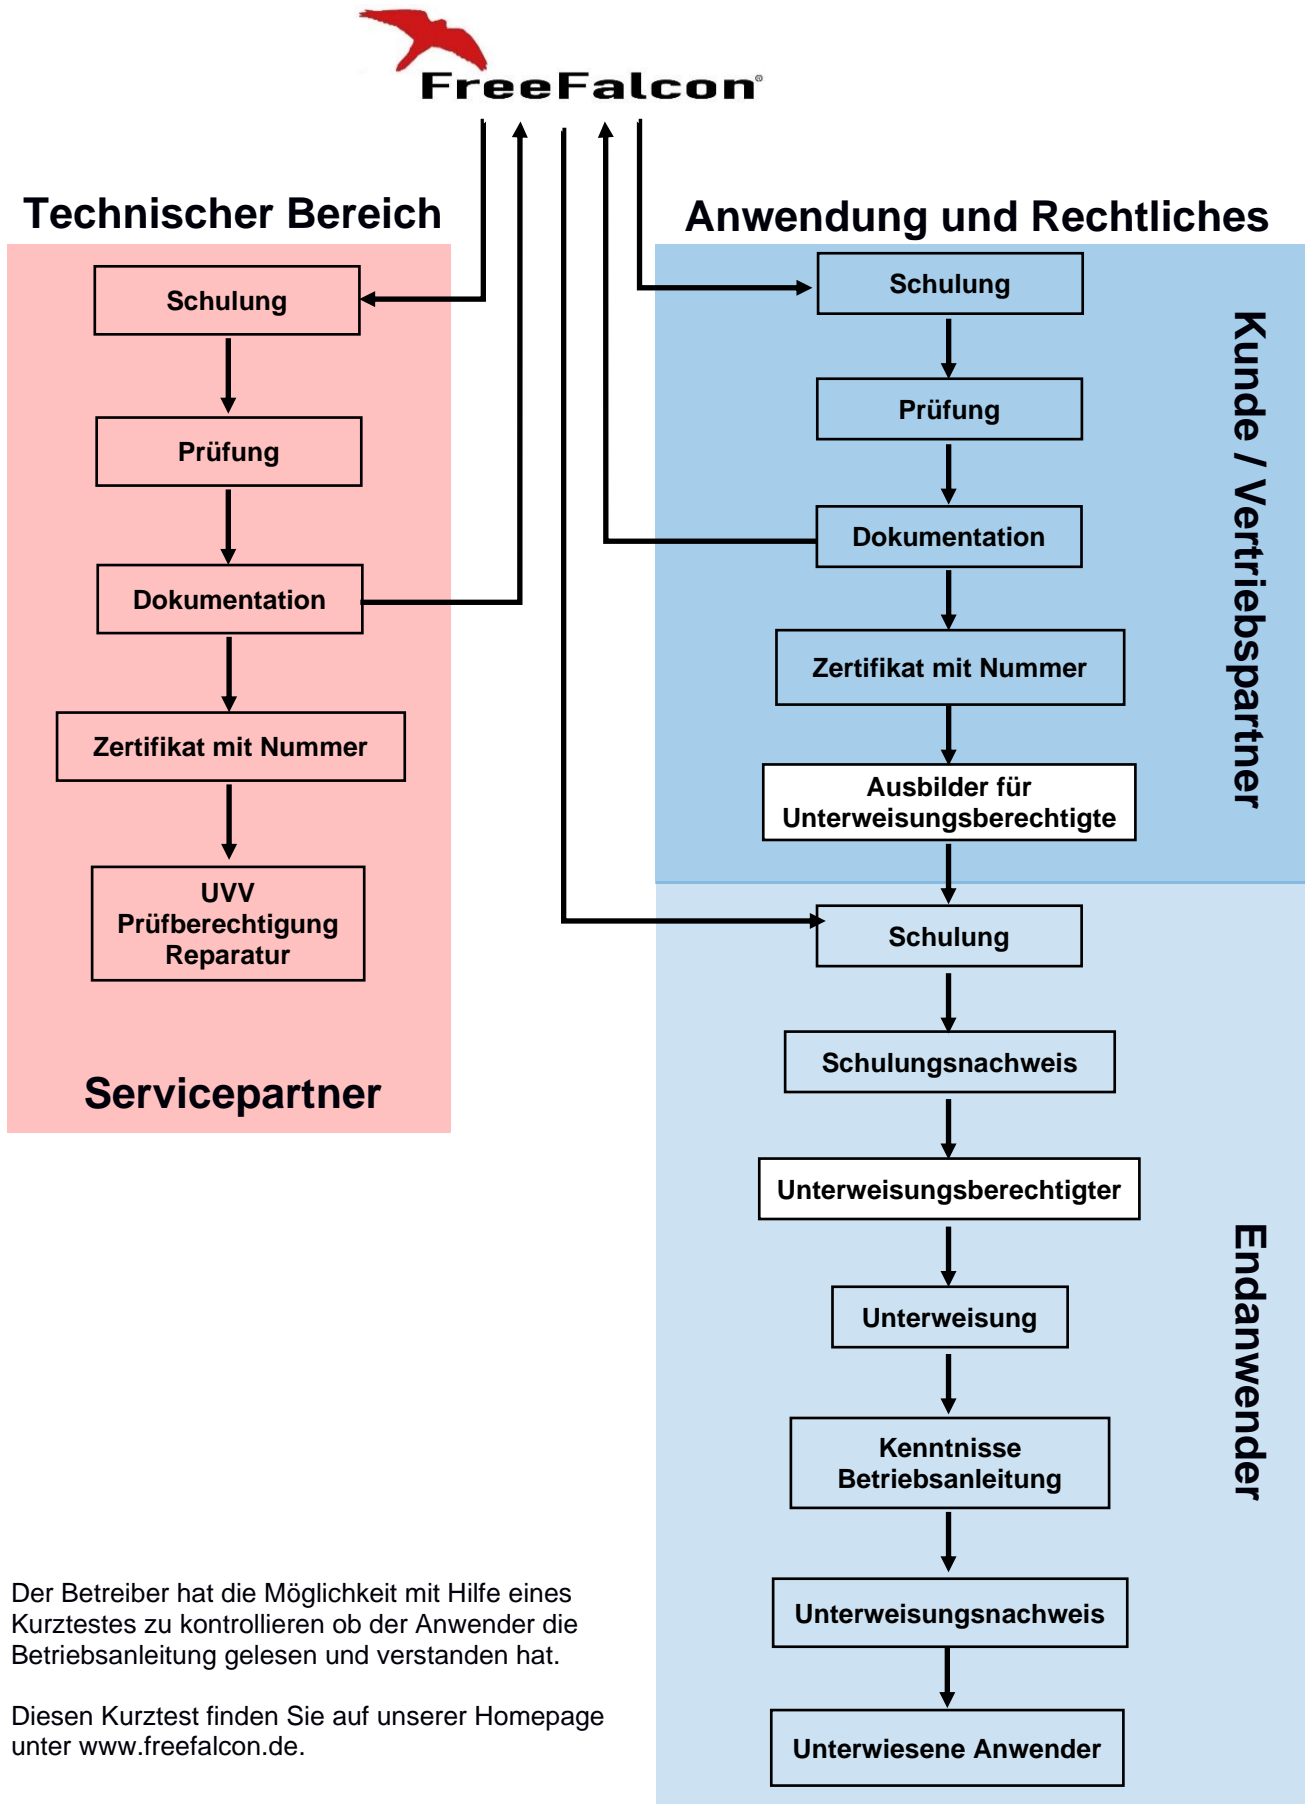 FreeFalcon®
Technischer Bereich
Schulung
Prüfung
Dokumentation
Zertifikat mit Nummer
UVV
Prüfberechtigung
Reparatur
Servicepartner
Anwendung und Rechtliches
Schulung
Prüfung
Dokumentation
Zertifikat mit Nummer
Ausbilder für
Unterweisungsberechtigte
Kunde / Vertriebspartner
Schulung
Schulungsnachweis
Unterweisungsberechtigter
Unterweisung
Kenntnisse
Betriebsanleitung
Unterweisungsnachweis
Unterwiesene Anwender
Endanwender
Der Betreiber hat die Möglichkeit mit Hilfe eines
Kurztestes zu kontrollieren ob der Anwender die
Betriebsanleitung gelesen und verstanden hat.
Diesen Kurztest finden Sie auf unserer Homepage
unter www.freefalcon.de.